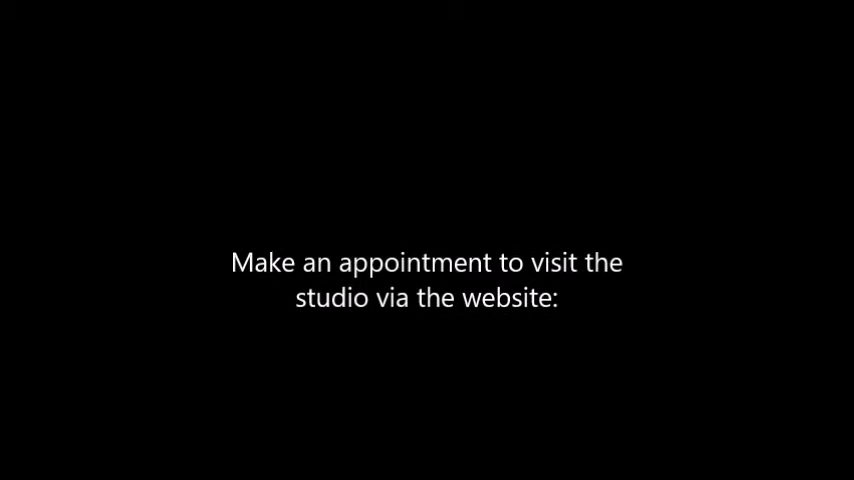 Make an appointment to visit the
studio via the website: